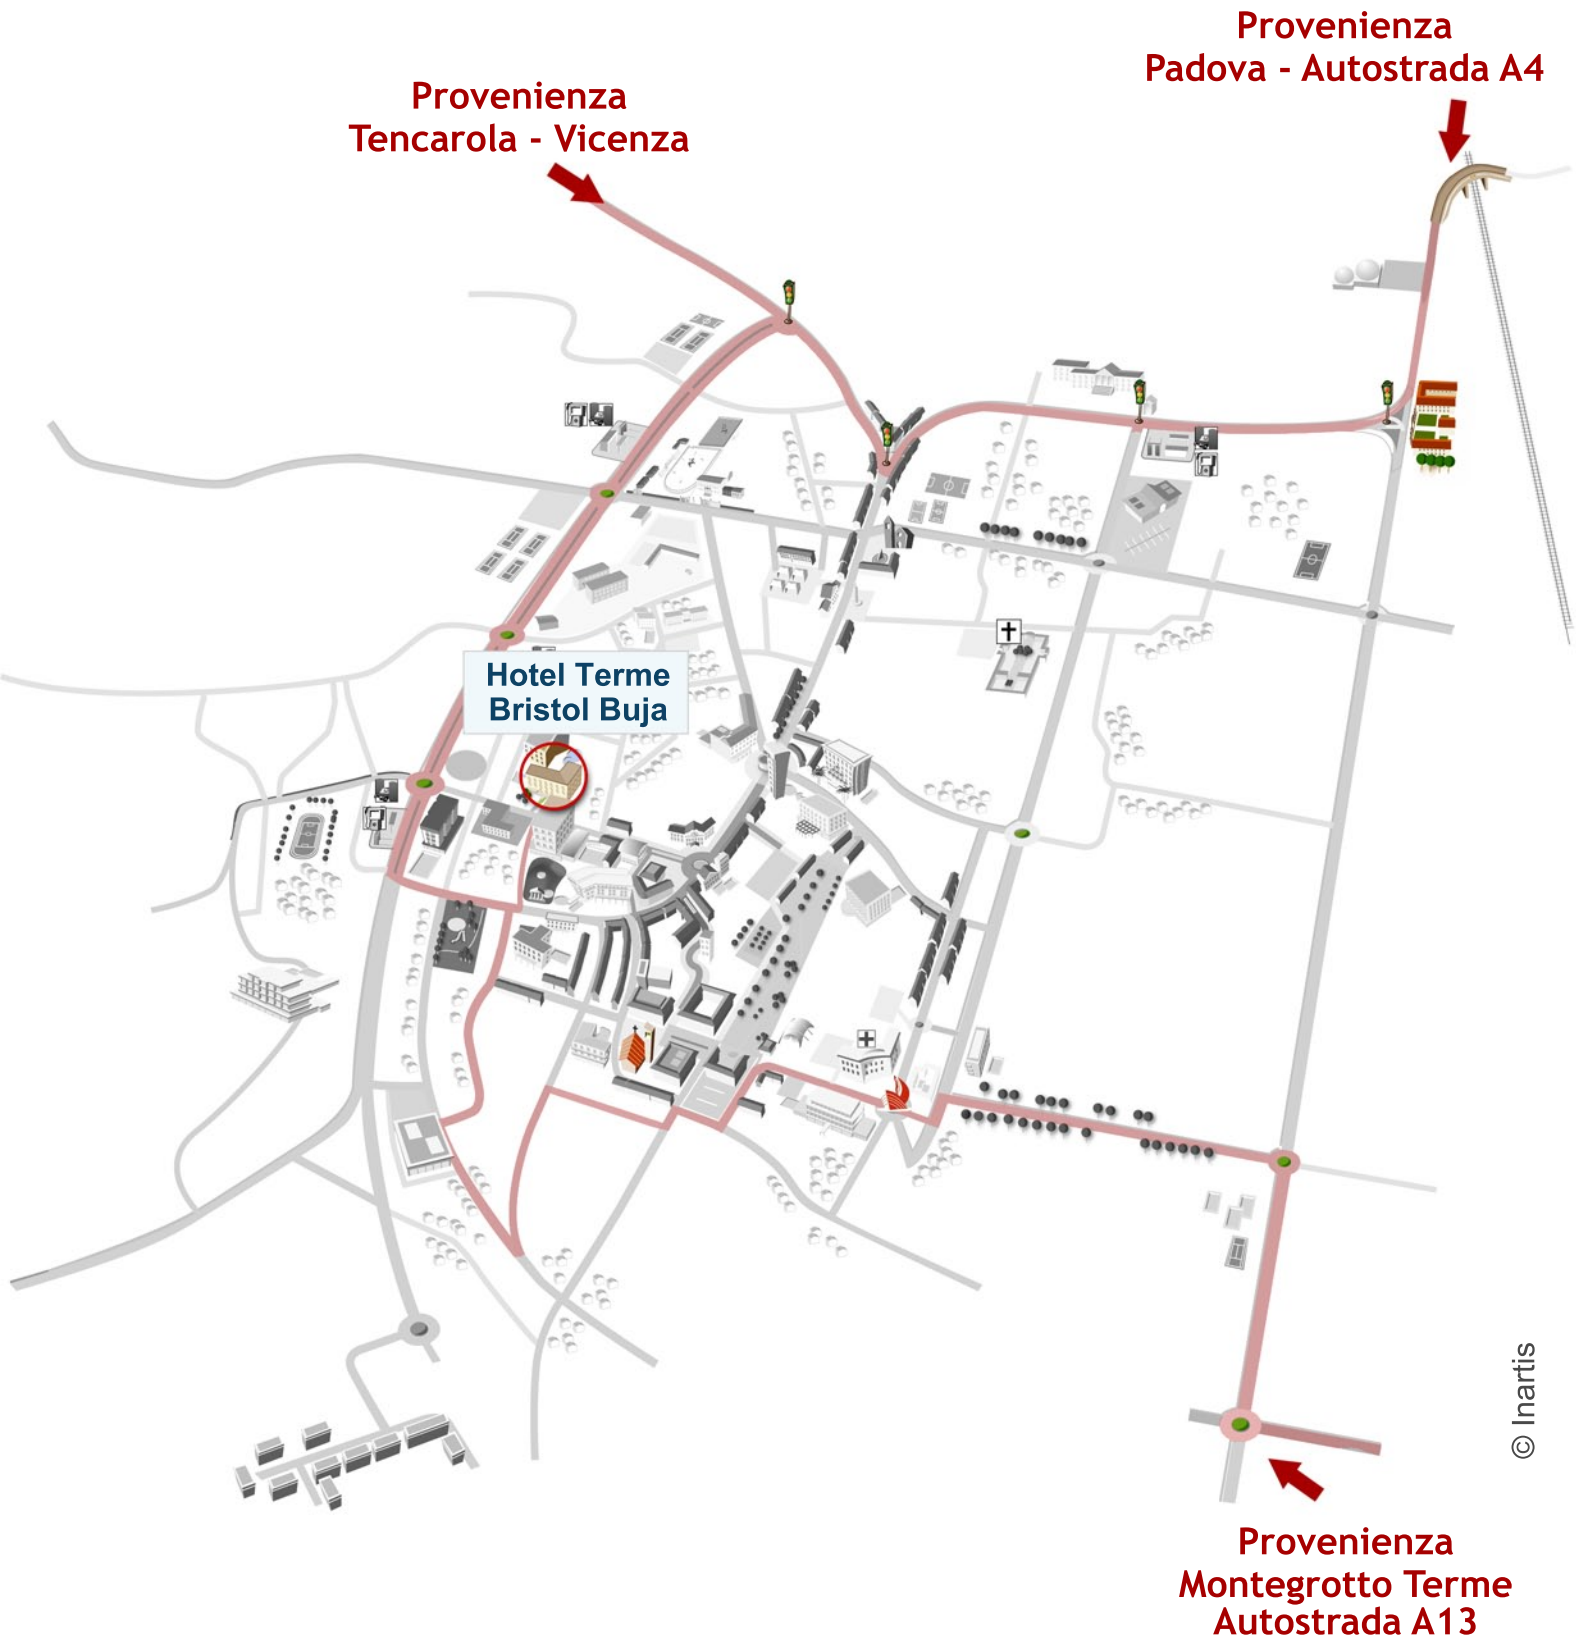 Provenienza
Padova - Autostrada A4
Provenienza
Tencarola - Vicenza
Hotel Terme
Bristol Buja
© Inartis
Provenienza
Montegrotto Terme
Autostrada A13